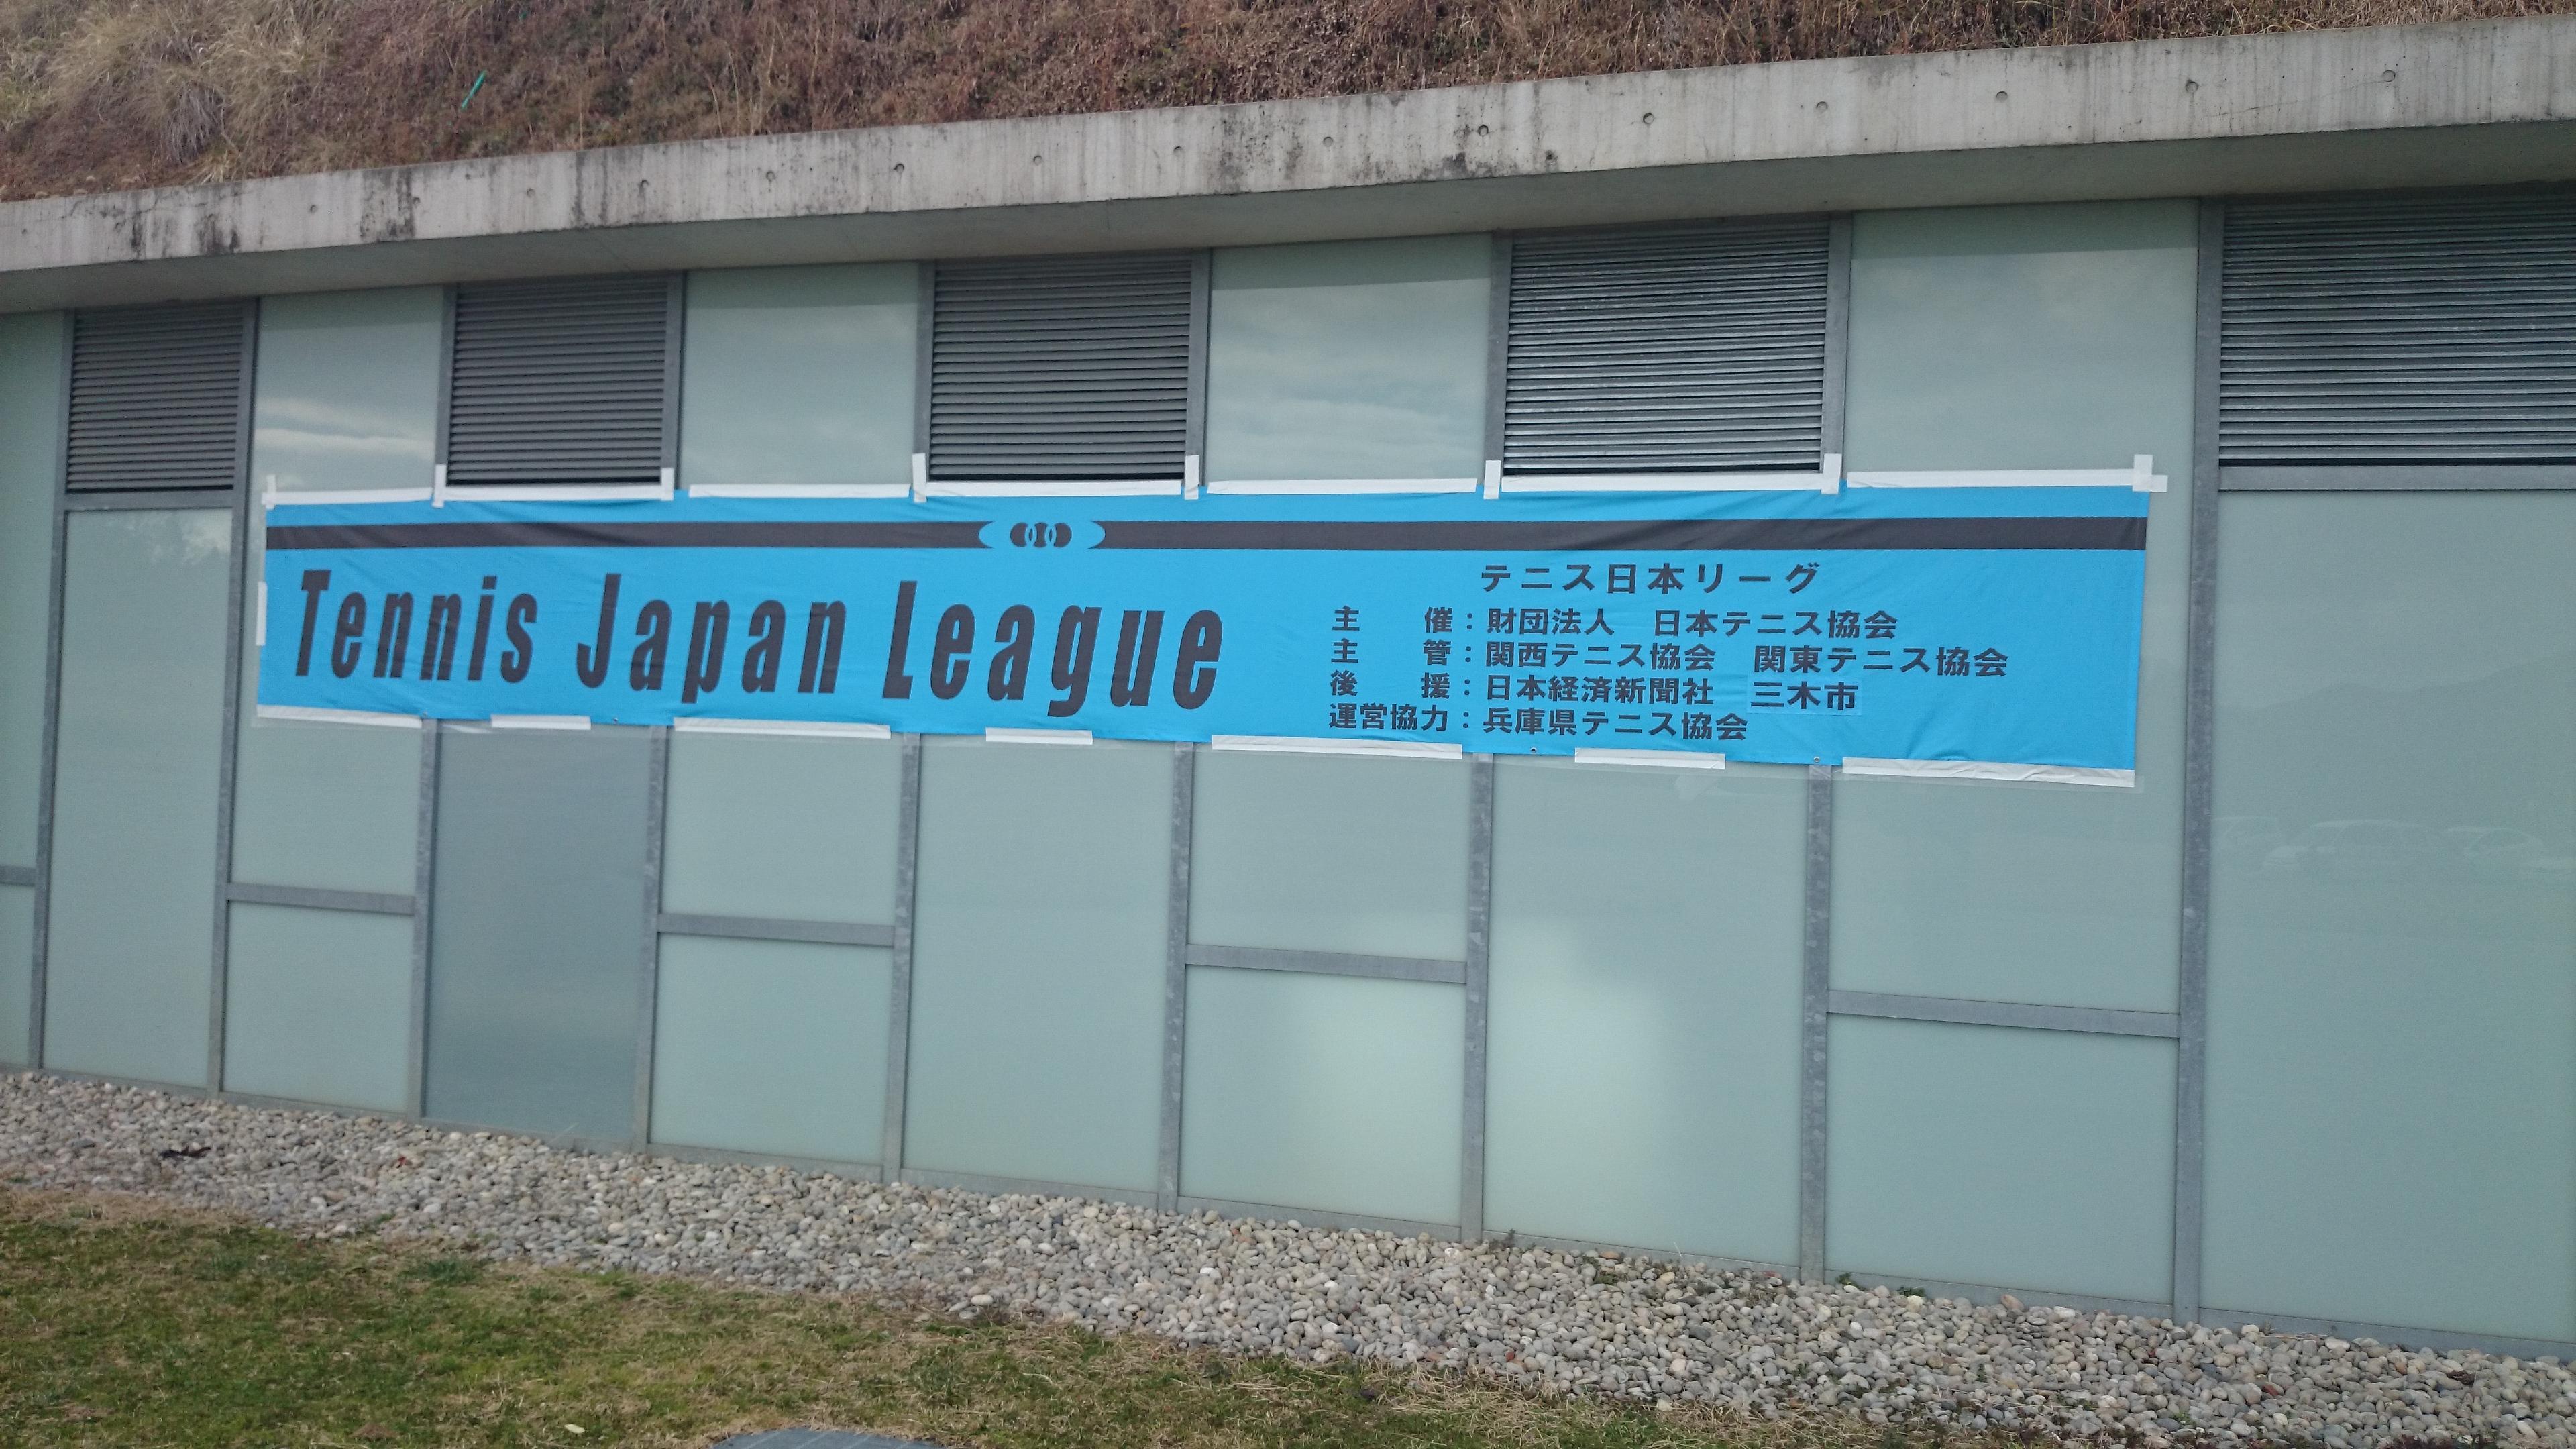 Tennis Japan League
テニス日本リーグ
主　　催：財団法人　日本テニス協会
主　　管：関西テニス協会　関東テニス協会
後　　援：日本経済新聞社　三木市
運営協力：兵庫県テニス協会